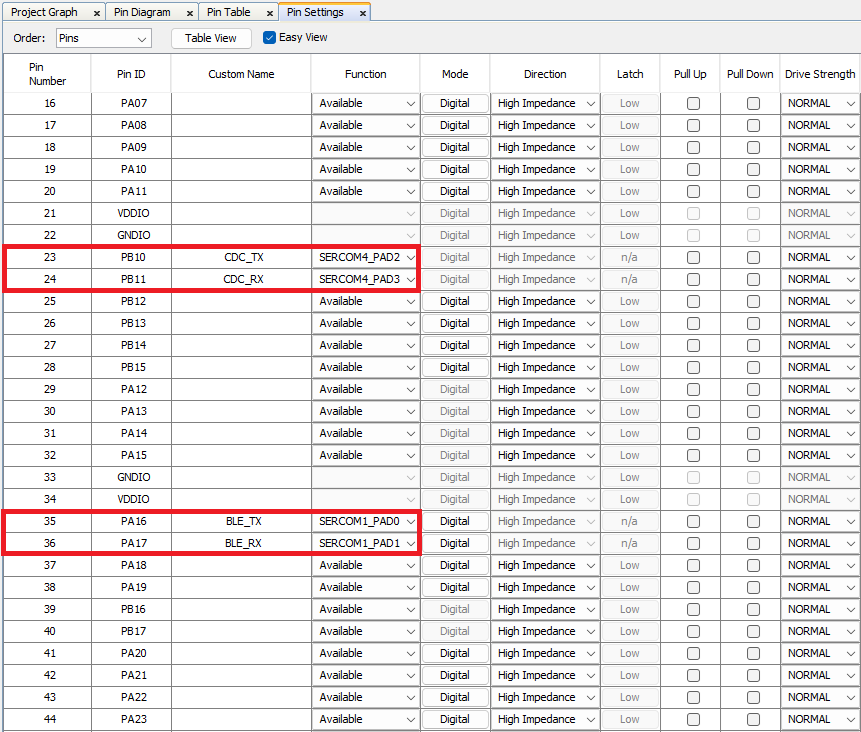 Project Graph x Pin Diagram x Pin Table x Pin Settings x
Order: Pins Table View Easy View
Pin Number Pin ID Custom Name Function Mode Direction Latch Pull Up Pull Down Drive Strength
16 PA07 Available Digital High Impedance Low NORMAL
17 PA08 Available Digital High Impedance Low NORMAL
18 PA09 Available Digital High Impedance Low NORMAL
19 PA10 Available Digital High Impedance Low NORMAL
20 PA11 Available Digital High Impedance Low NORMAL
21 VDDIO Digital High Impedance Low NORMAL
22 GNDIO Digital High Impedance Low NORMAL
23 PB10 CDC_TX SERCOM4_PAD2 Digital High Impedance n/a NORMAL
24 PB11 CDC_RX SERCOM4_PAD3 Digital High Impedance n/a NORMAL
25 PB12 Available Digital High Impedance Low NORMAL
26 PB13 Available Digital High Impedance Low NORMAL
27 PB14 Available Digital High Impedance Low NORMAL
28 PB15 Available Digital High Impedance Low NORMAL
29 PA12 Available Digital High Impedance Low NORMAL
30 PA13 Available Digital High Impedance Low NORMAL
31 PA14 Available Digital High Impedance Low NORMAL
32 PA15 Available Digital High Impedance Low NORMAL
33 GNDIO Digital High Impedance Low NORMAL
34 VDDIO Digital High Impedance Low NORMAL
35 PA16 BLE_TX SERCOM1_PAD0 Digital High Impedance n/a NORMAL
36 PA17 BLE_RX SERCOM1_PAD1 Digital High Impedance n/a NORMAL
37 PA18 Available Digital High Impedance Low NORMAL
38 PA19 Available Digital High Impedance Low NORMAL
39 PB16 Available Digital High Impedance Low NORMAL
40 PB17 Available Digital High Impedance Low NORMAL
41 PA20 Available Digital High Impedance Low NORMAL
42 PA21 Available Digital High Impedance Low NORMAL
43 PA22 Available Digital High Impedance Low NORMAL
44 PA23 Available Digital High Impedance Low NORMAL